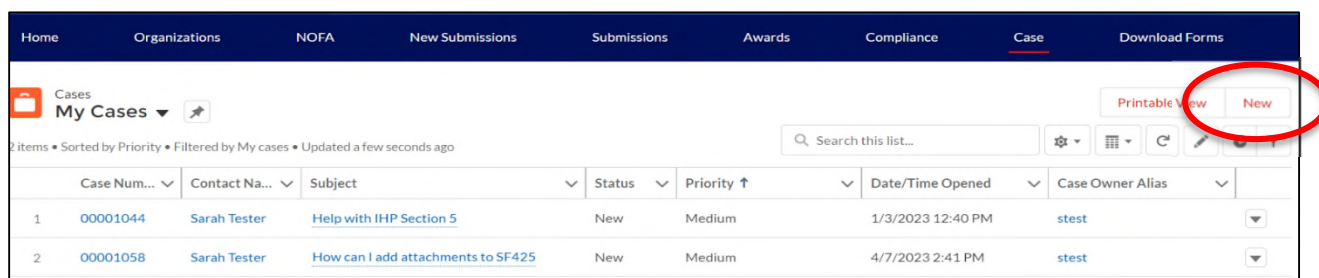 Home Organizations NOFA New Submissions Submissions Awards Compliance Case Download Forms
Cases
My Cases
Printable View New
2 items • Sorted by Priority • Filtered by My cases • Updated a few seconds ago
Search this list...
Case Num... Contact Na... Subject Status Priority ↑ Date/Time Opened Case Owner Alias
1 00001044 Sarah Tester Help with IHP Section 5 New Medium 1/3/2023 12:40 PM stest
2 00001058 Sarah Tester How can I add attachments to SF425 New Medium 4/7/2023 2:41 PM stest